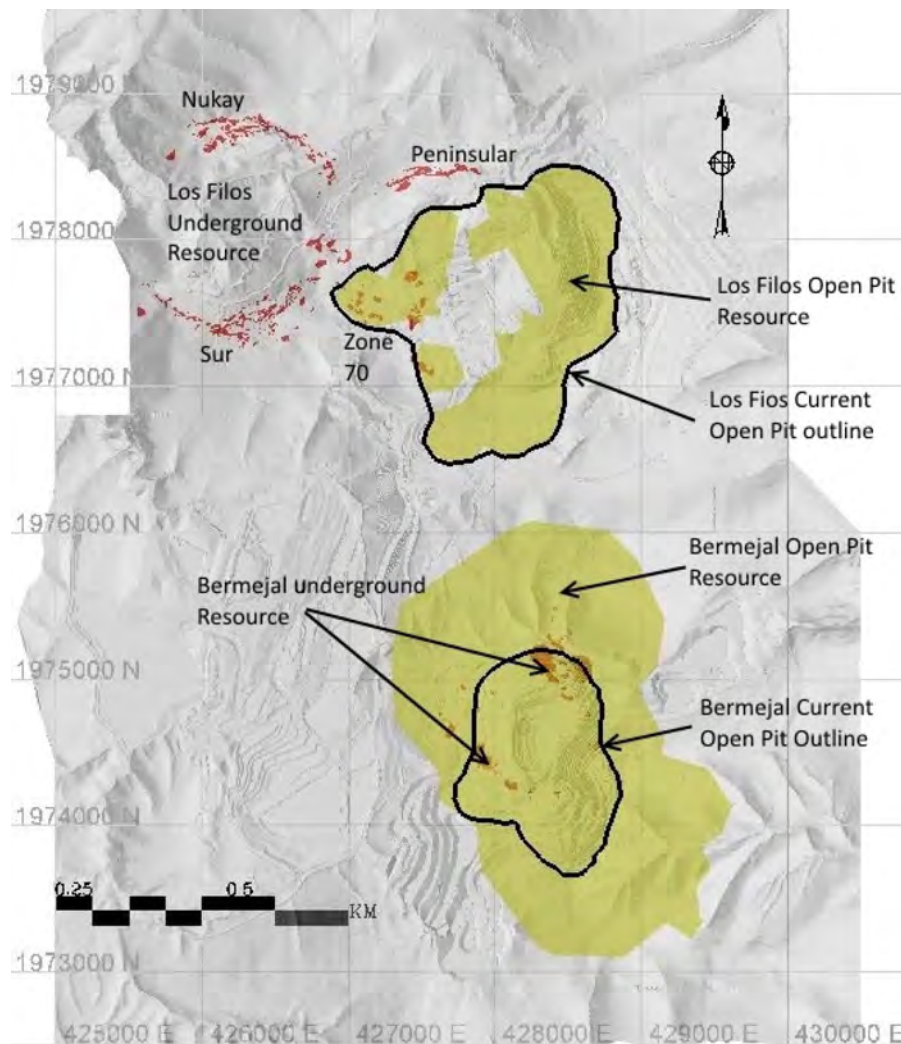 1979000 N
Nukay
Peninsular
Los Filos
Underground
Resource
1978000 N
Los Filos Open Pit
Resource
Sur
Zone
70
1977000 N
Los Fios Current
Open Pit outline
1976000 N
Bermejal Open Pit
Resource
Bermejal underground
Resource
1975000 N
Bermejal Current
Open Pit Outline
1974000 N
0.25
0.5
KM
1973000 N
425000 E
426000 E
427000 E
428000 E
429000 E
430000 E